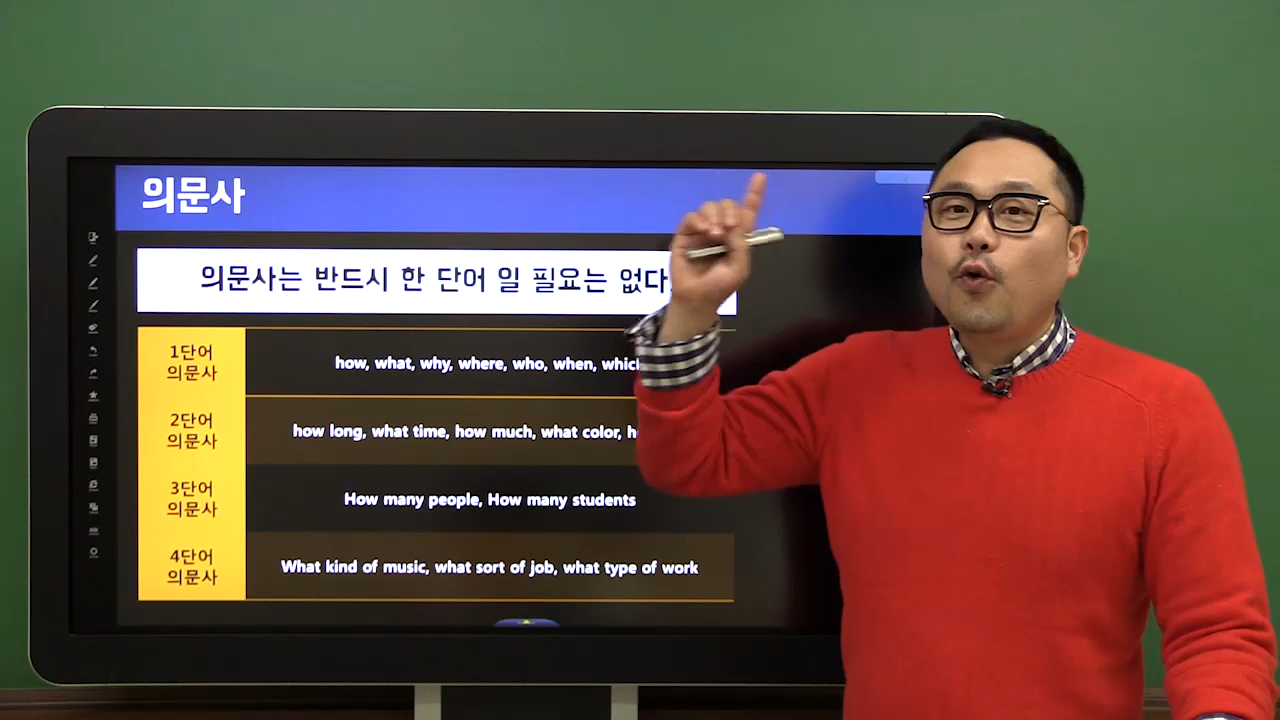 의문사
의문사는 반드시 한 단어 일 필요는 없다
1단어
의문사
how, what, why, where, who, when,
2단어
의문사
how long, what time, how much, what color,
3단어
의문사
How many people, How many students
4단어
의문사
What kind of music, what sort of job, what type of work